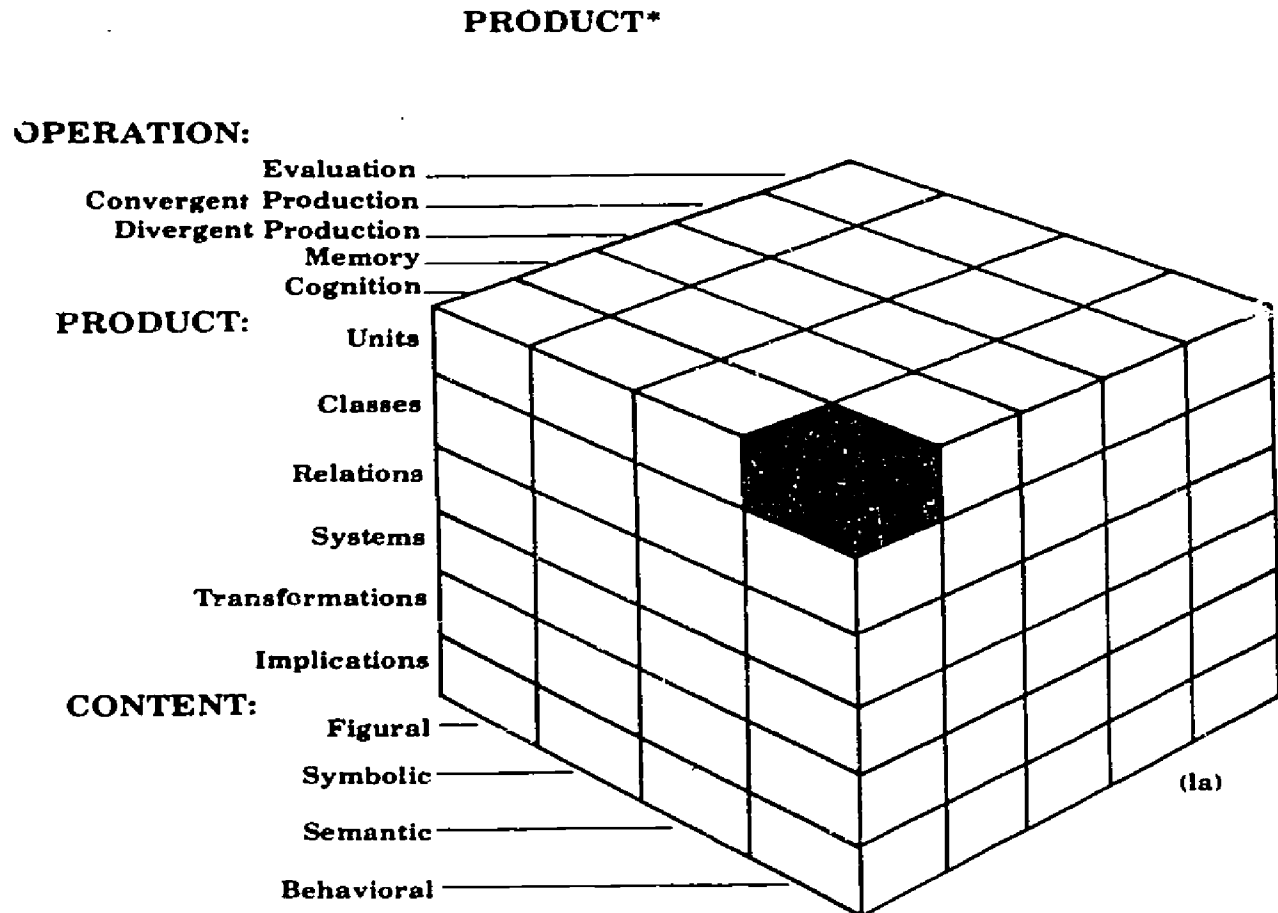 PRODUCT*
OPERATION:
Evaluation
Convergent Production
Divergent Production
Memory
Cognition
PRODUCT:
Units
Classes
Relations
Systems
Transformations
Implications
CONTENT:
Figural
Symbolic
Semantic
Behavioral
(1a)